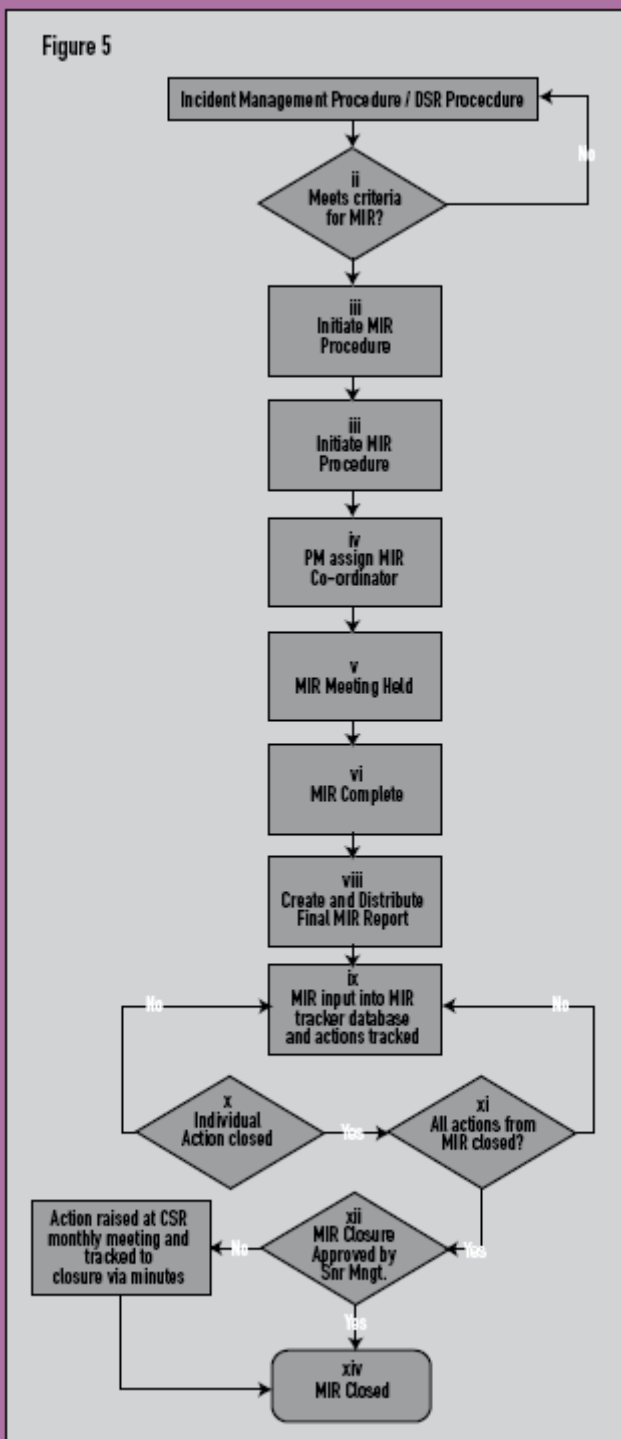 Figure 5
Incident Management Procedure / DSR Procecdure
No
ii
Meets criteria
for MIR?
iii
Initiate MIR
Procedure
iii
Initiate MIR
Procedure
iv
PM assign MIR
Co-ordinator
v
MIR Meeting Held
vi
MIR Complete
viii
Create and Distribute
Final MIR Report
ix
MIR input into MIR
tracker database
and actions tracked
No
No
x
Individual
Action closed
Yes
xi
All actions from
MIR closed?
Action raised at CSR
monthly meeting and
tracked to
closure via minutes
No
xii
MIR Closure
Approved by
Snr Mngt.
Yes
Yes
xiv
MIR Closed